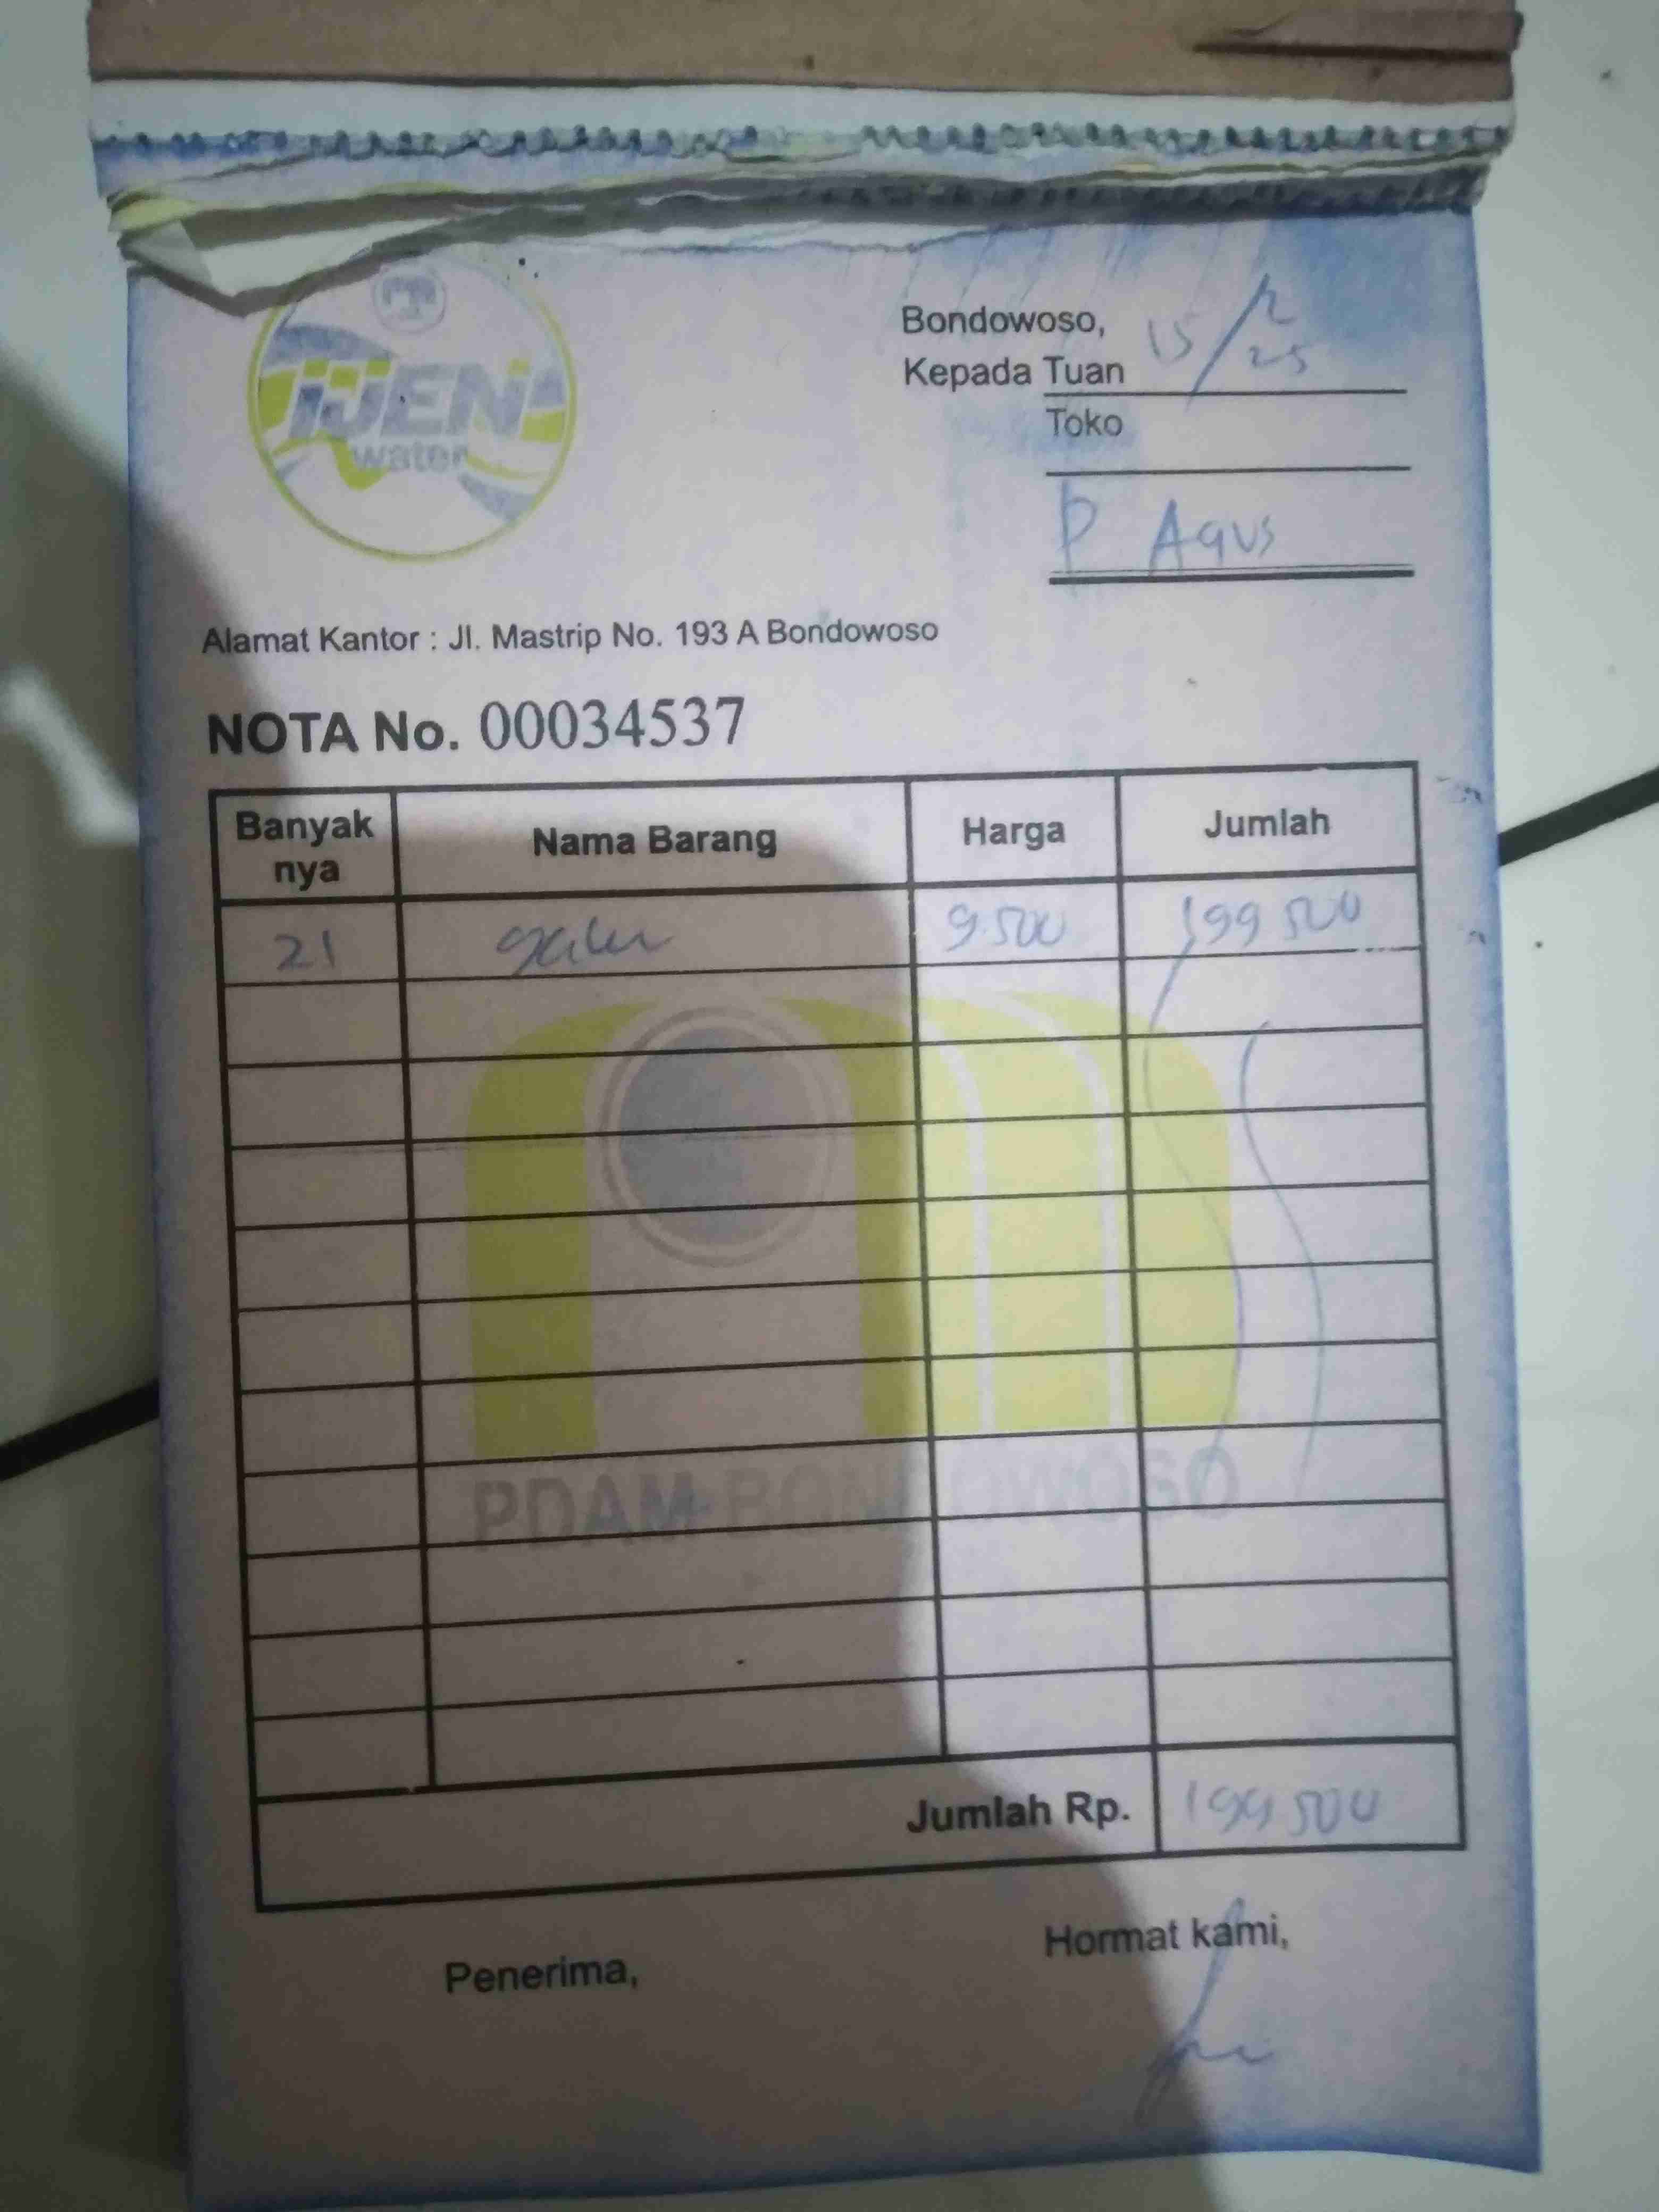 IJEN
water
Bondowoso, 15/2 25
Kepada Tuan
Toko
P Agus
Alamat Kantor : Jl. Mastrip No. 193 A Bondowoso
NOTA No. 00034537
Banyak nya Nama Barang Harga Jumlah
21 galon 9.500 199 500
PDAM BONDOWOSO
Jumlah Rp. 199 500
Penerima, Hormat kami,